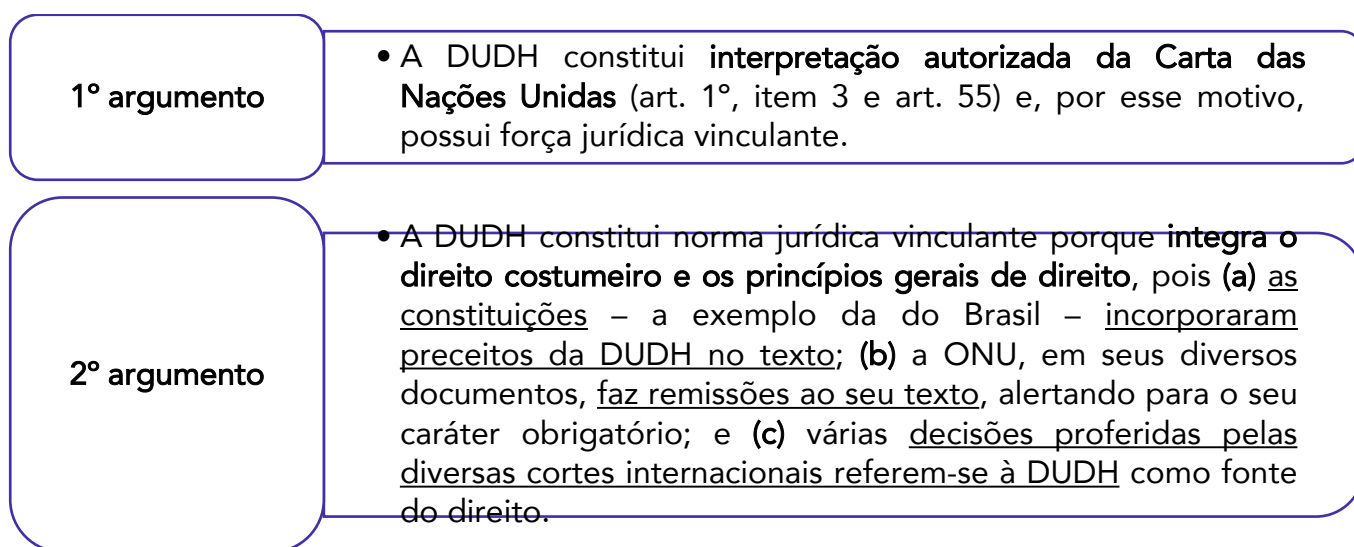 1º argumento
• A DUDH constitui interpretação autorizada da Carta das
Nações Unidas (art. 1º, item 3 e art. 55) e, por esse motivo,
possui força jurídica vinculante.
2º argumento
• A DUDH constitui norma jurídica vinculante porque integra o
direito costumeiro e os princípios gerais de direito, pois (a) as
constituições – a exemplo da do Brasil – incorporaram
preceitos da DUDH no texto; (b) a ONU, em seus diversos
documentos, faz remissões ao seu texto, alertando para o seu
caráter obrigatório; e (c) várias decisões proferidas pelas
diversas cortes internacionais referem-se à DUDH como fonte
do direito.